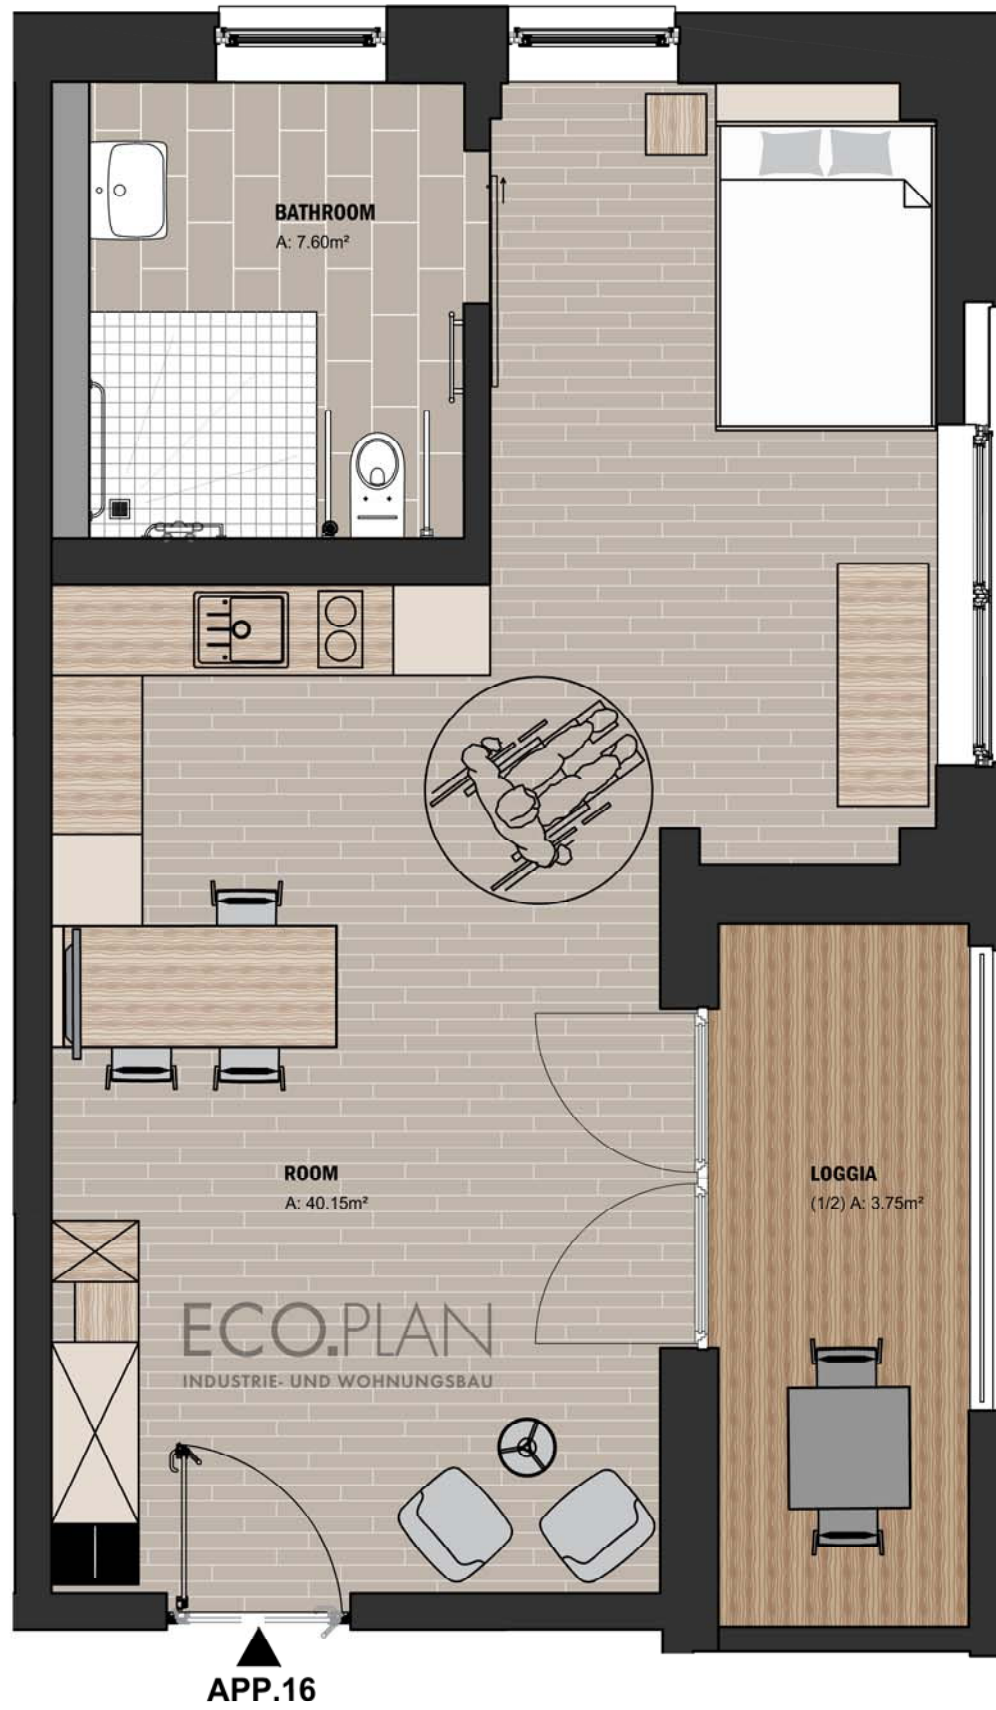 BATHROOM
A: 7.60m²
ROOM
A: 40.15m²
LOGGIA
(1/2) A: 3.75m²
ECO.PLAN
INDUSTRIE- UND WOHNUNGSBAU
APP.16